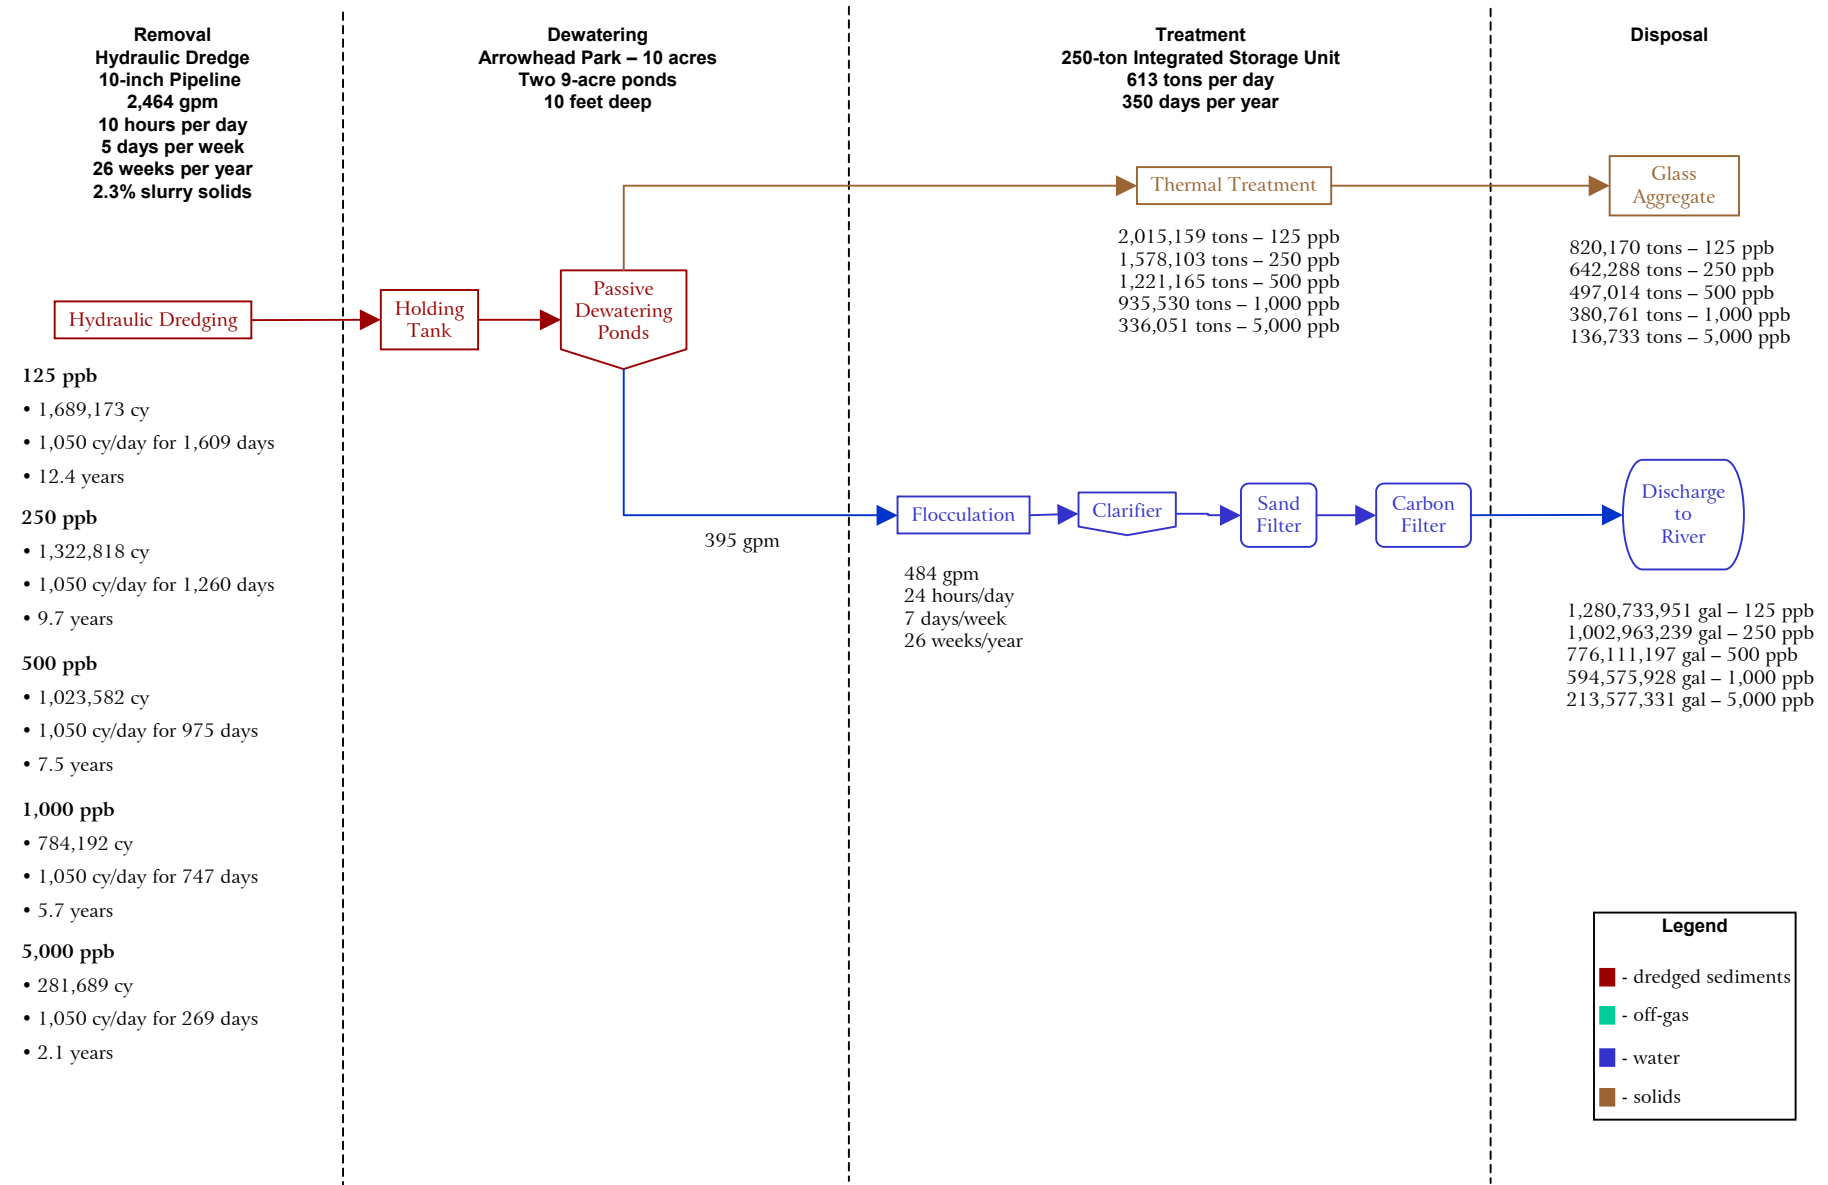 Removal
Hydraulic Dredge
10-inch Pipeline
2,464 gpm
10 hours per day
5 days per week
26 weeks per year
2.3% slurry solids
Dewatering
Arrowhead Park – 10 acres
Two 9-acre ponds
10 feet deep
Treatment
250-ton Integrated Storage Unit
613 tons per day
350 days per year
Disposal
Hydraulic Dredging
Holding
Tank
Passive
Dewatering
Ponds
Thermal Treatment
2,015,159 tons – 125 ppb
1,578,103 tons – 250 ppb
1,221,165 tons – 500 ppb
935,530 tons – 1,000 ppb
336,051 tons – 5,000 ppb
Glass
Aggregate
820,170 tons – 125 ppb
642,288 tons – 250 ppb
497,014 tons – 500 ppb
380,761 tons – 1,000 ppb
136,733 tons – 5,000 ppb
125 ppb
• 1,689,173 cy
• 1,050 cy/day for 1,609 days
• 12.4 years
250 ppb
• 1,322,818 cy
• 1,050 cy/day for 1,260 days
• 9.7 years
500 ppb
• 1,023,582 cy
• 1,050 cy/day for 975 days
• 7.5 years
1,000 ppb
• 784,192 cy
• 1,050 cy/day for 747 days
• 5.7 years
5,000 ppb
• 281,689 cy
• 1,050 cy/day for 269 days
• 2.1 years
395 gpm
Flocculation
484 gpm
24 hours/day
7 days/week
26 weeks/year
Clarifier
Sand
Filter
Carbon
Filter
Discharge
to
River
1,280,733,951 gal – 125 ppb
1,002,963,239 gal – 250 ppb
776,111,197 gal – 500 ppb
594,575,928 gal – 1,000 ppb
213,577,331 gal – 5,000 ppb
Legend
- dredged sediments
- off-gas
- water
- solids